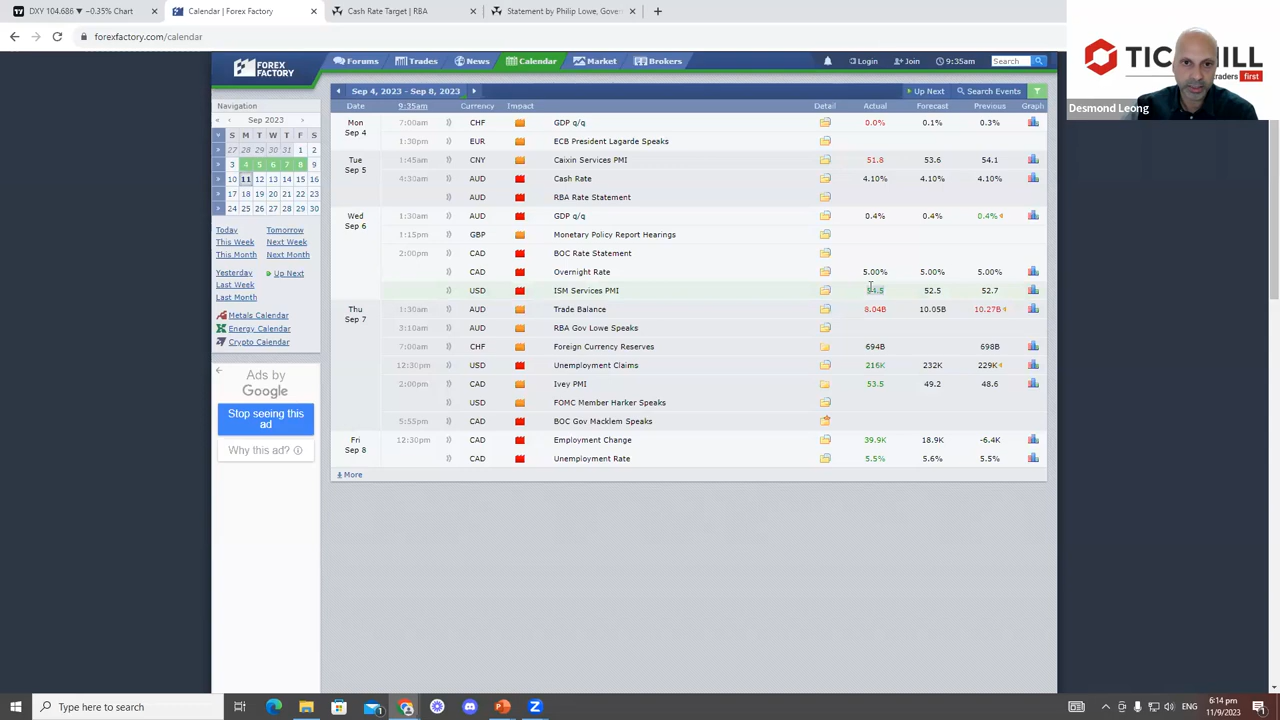 DXY 104.686 ▼ −0.35% Chart
Calendar | Forex Factory
Cash Rate Target | RBA
Statement by Philip Lowe, Gover
forexfactory.com/calendar
FOREX FACTORY
Forums Trades News Calendar Market Brokers
Login Join 9:35am Search
Navigation
Sep 2023
S M T W T F S
27 28 29 30 31 1 2
3 4 5 6 7 8 9
10 11 12 13 14 15 16
17 18 19 20 21 22 23
24 25 26 27 28 29 30
Today Tomorrow
This Week Next Week
This Month Next Month
Yesterday Up Next
Last Week
Last Month
Metals Calendar
Energy Calendar
Crypto Calendar
Ads by
Google
Stop seeing this
ad
Why this ad?
Sep 4, 2023 - Sep 8, 2023 Up Next Search Events
Date 9:35am Currency Impact Detail Actual Forecast Previous Graph
Mon Sep 4 7:00am CHF GDP q/q 0.0% 0.1% 0.3%
1:30pm EUR ECB President Lagarde Speaks
Tue Sep 5 1:45am CNY Caixin Services PMI 51.8 53.6 54.1
4:30am AUD Cash Rate 4.10% 4.10% 4.10%
AUD RBA Rate Statement
Wed Sep 6 1:30am AUD GDP q/q 0.4% 0.4% 0.4%
1:15pm GBP Monetary Policy Report Hearings
2:00pm CAD BOC Rate Statement
CAD Overnight Rate 5.00% 5.00% 5.00%
USD ISM Services PMI 54.5 52.5 52.7
Thu Sep 7 1:30am AUD Trade Balance 8.04B 10.05B 10.27B
3:10am AUD RBA Gov Lowe Speaks
7:00am CHF Foreign Currency Reserves 694B 698B
12:30pm USD Unemployment Claims 216K 232K 229K
2:00pm CAD Ivey PMI 53.5 49.2 48.6
USD FOMC Member Harker Speaks
5:55pm CAD BOC Gov Macklem Speaks
Fri Sep 8 12:30pm CAD Employment Change 39.9K 18.9K -6.4K
CAD Unemployment Rate 5.5% 5.6% 5.5%
More
traders first
Desmond Leong
Type here to search
6:14 pm
11/9/2023